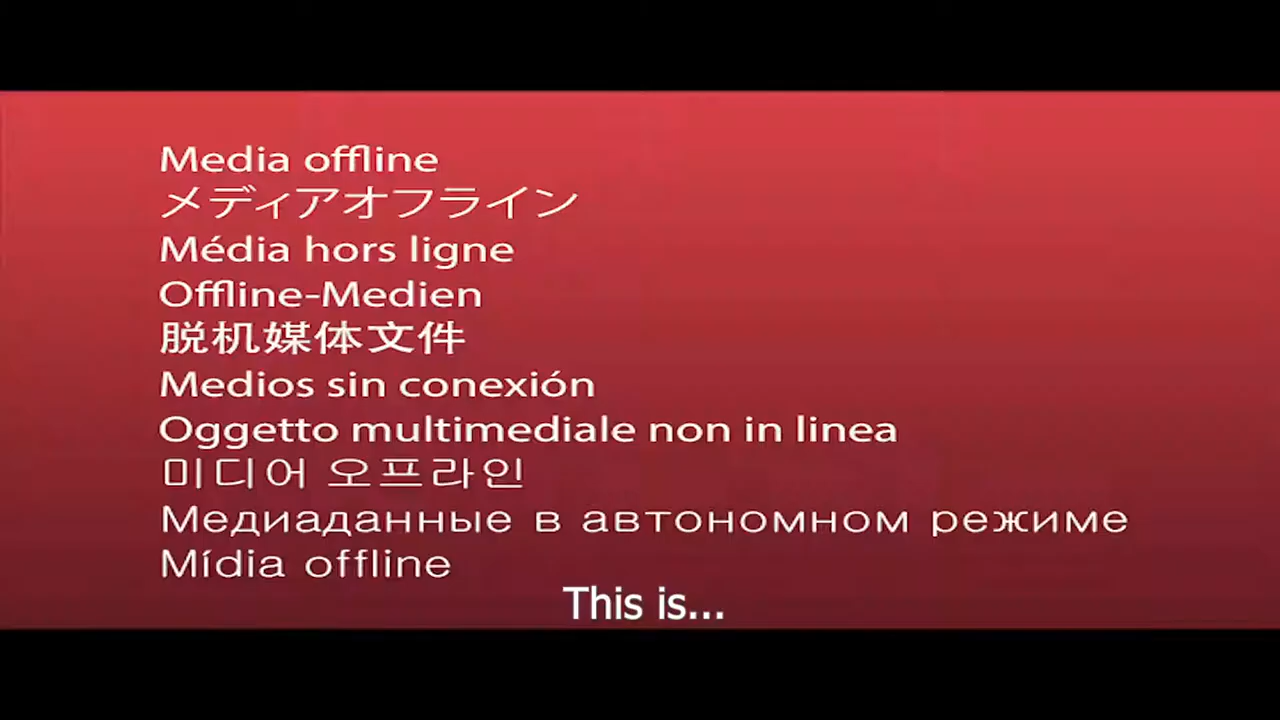 Media offline
メディアオフライン
Média hors ligne
Offline-Medien
脱机媒体文件
Medios sin conexión
Oggetto multimediale non in linea
미디어 오프라인
Медиаданные в автономном режиме
Mídia offline
This is...